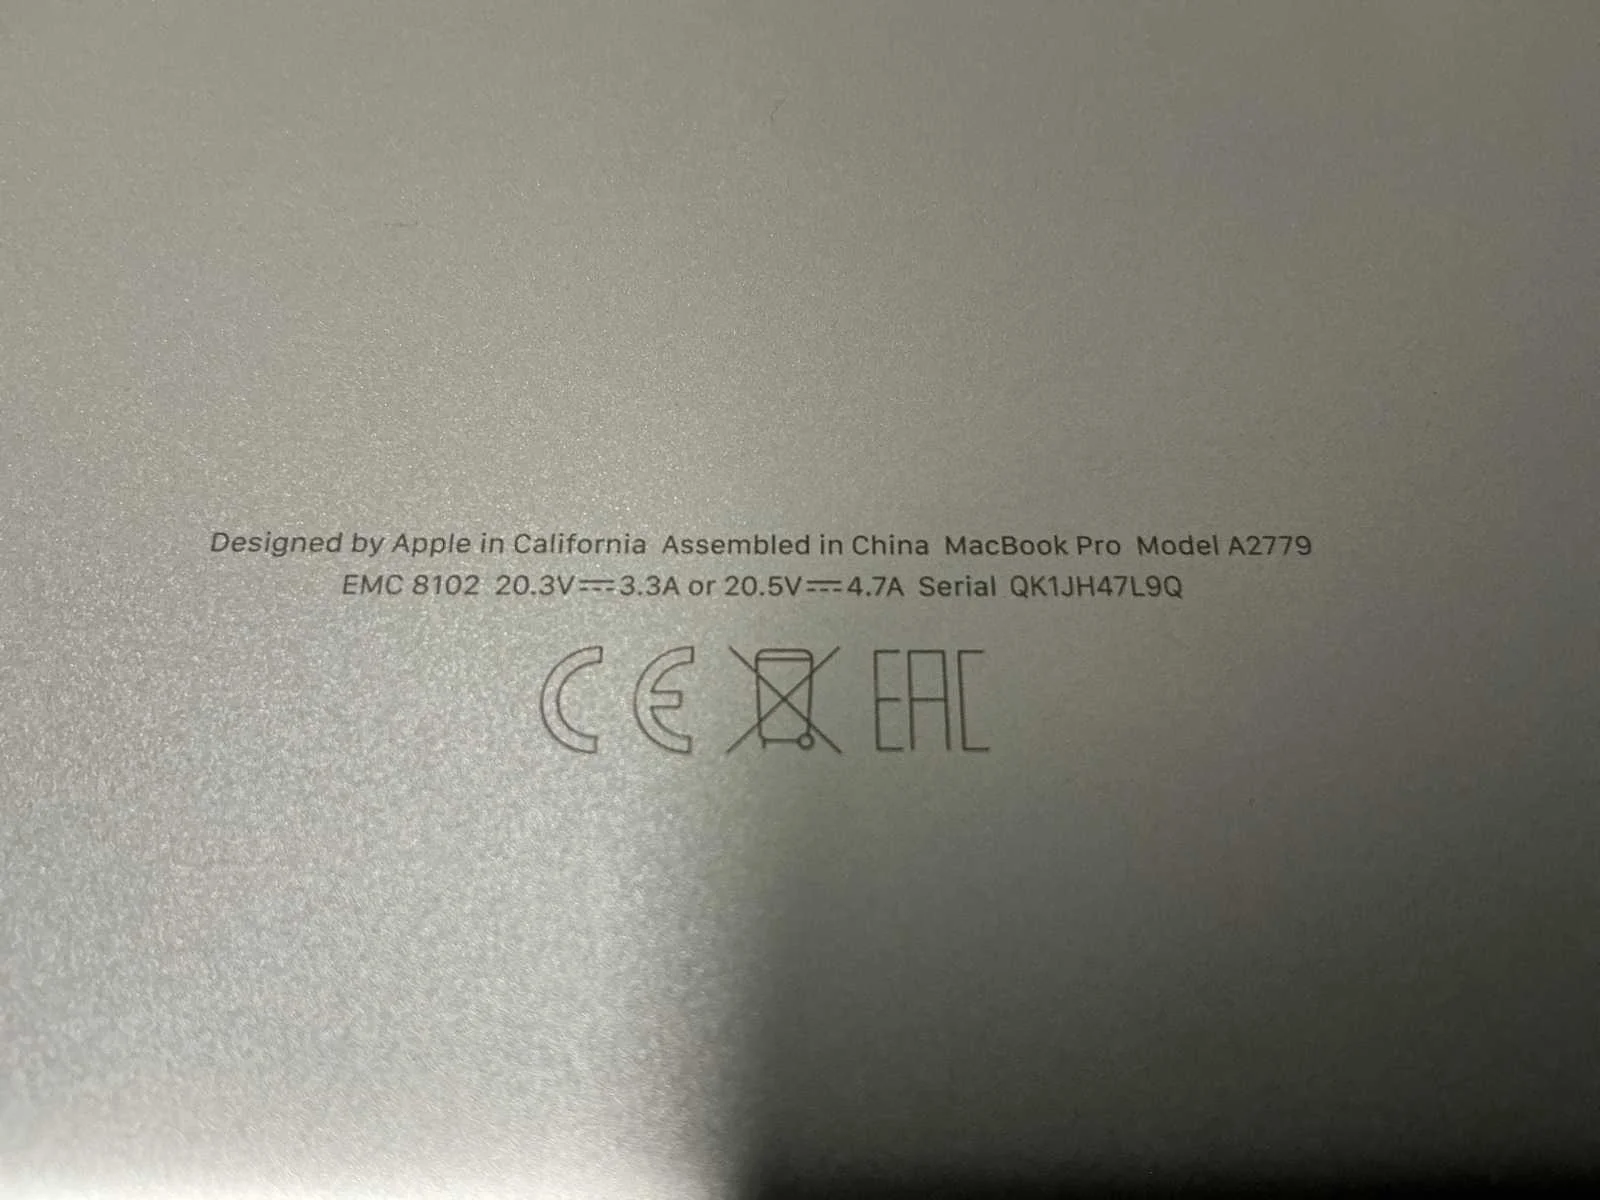 Designed by Apple in California Assembled in China MacBook Pro Model A2779
EMC 8102 20.3V⎓3.3A or 20.5V⎓4.7A Serial QK1JH47L9Q
CE EAC